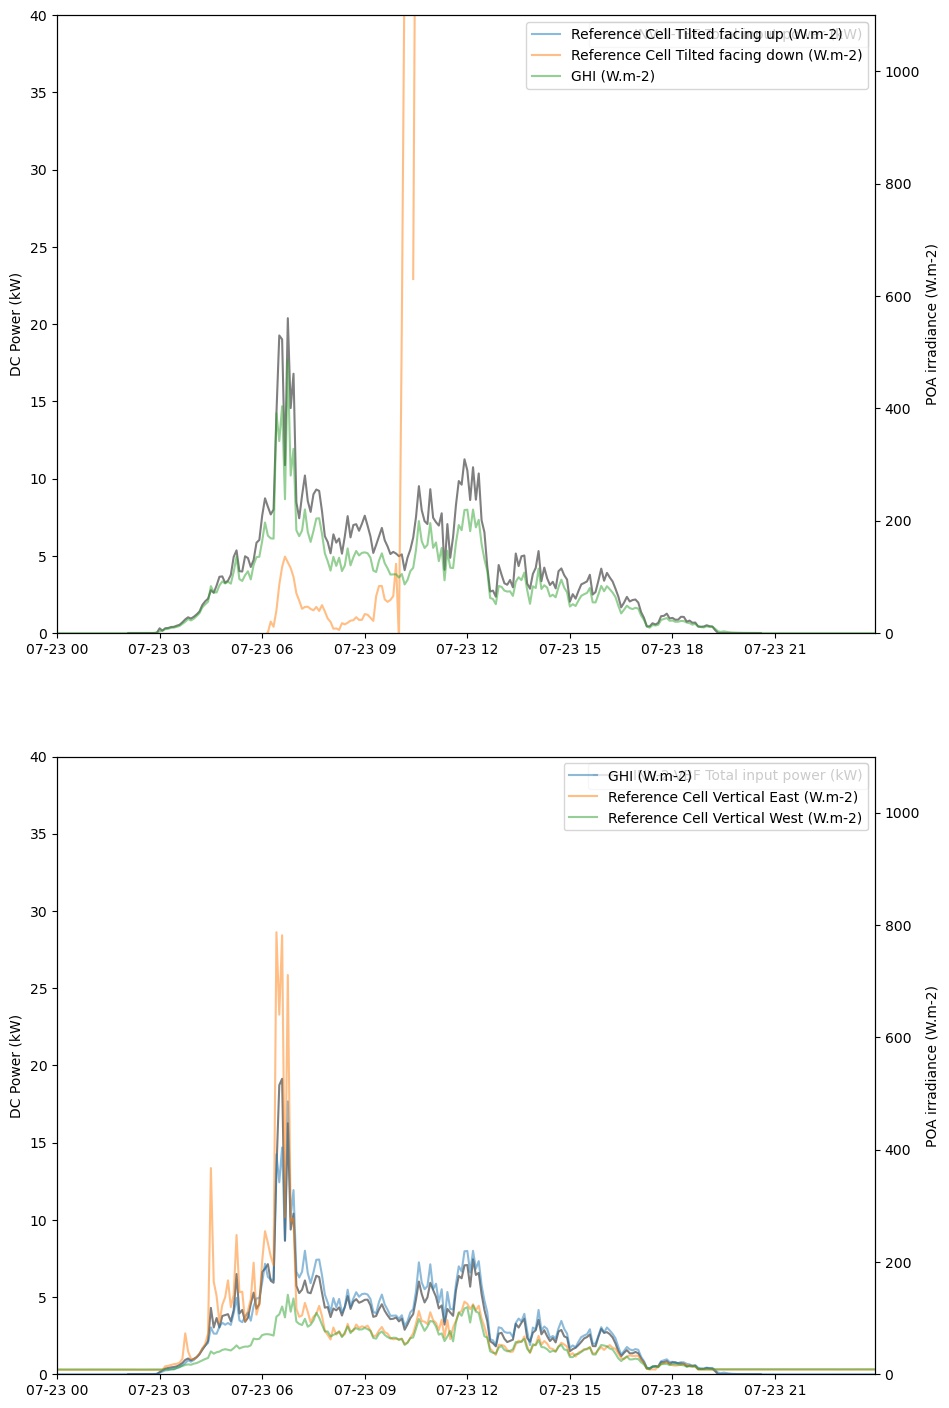 40
35
30
25
20
15
10
5
0
DC Power (kW)
Reference Cell Tilted facing up (W.m-2)
Reference Cell Tilted facing down (W.m-2)
GHI (W.m-2)
1000
800
600
400
200
0
POA irradiance (W.m-2)
07-23 00 07-23 03 07-23 06 07-23 09 07-23 12 07-23 15 07-23 18 07-23 21
40
35
30
25
20
15
10
5
0
DC Power (kW)
GHI (W.m-2)
Total input power (kW)
Reference Cell Vertical East (W.m-2)
Reference Cell Vertical West (W.m-2)
1000
800
600
400
200
0
POA irradiance (W.m-2)
07-23 00 07-23 03 07-23 06 07-23 09 07-23 12 07-23 15 07-23 18 07-23 21